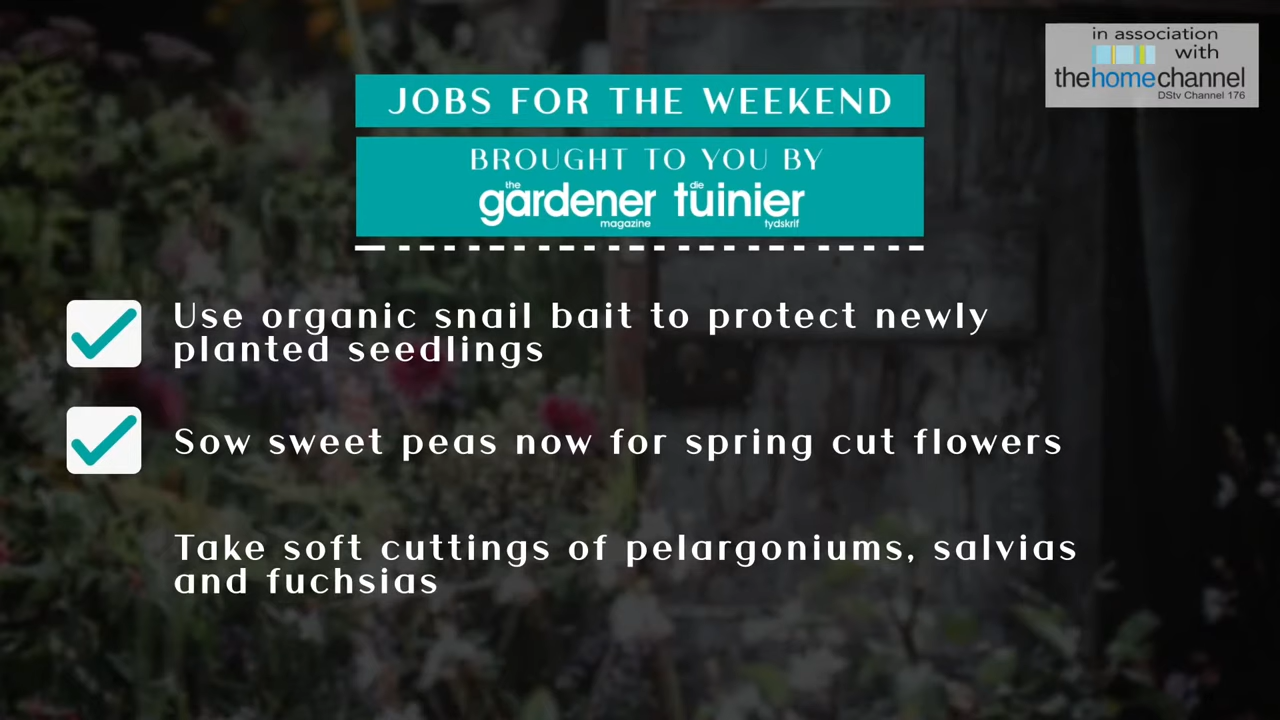 in association
with
thehomechannel
DStv Channel 176
JOBS FOR THE WEEKEND
BROUGHT TO YOU BY
the gardener magazine
die tuinier tydskrif
Use organic snail bait to protect newly
planted seedlings
Sow sweet peas now for spring cut flowers
Take soft cuttings of pelargoniums, salvias
and fuchsias